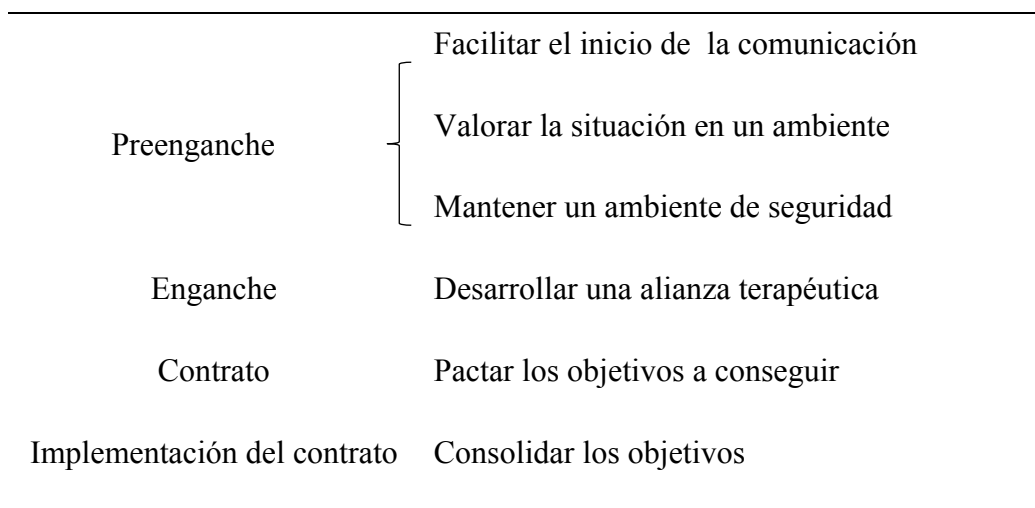 Facilitar el inicio de  la comunicación
Preenganche
Valorar la situación en un ambiente
Mantener un ambiente de seguridad
Enganche Desarrollar una alianza terapéutica
Contrato Pactar los objetivos a conseguir
Implementación del contrato Consolidar los objetivos